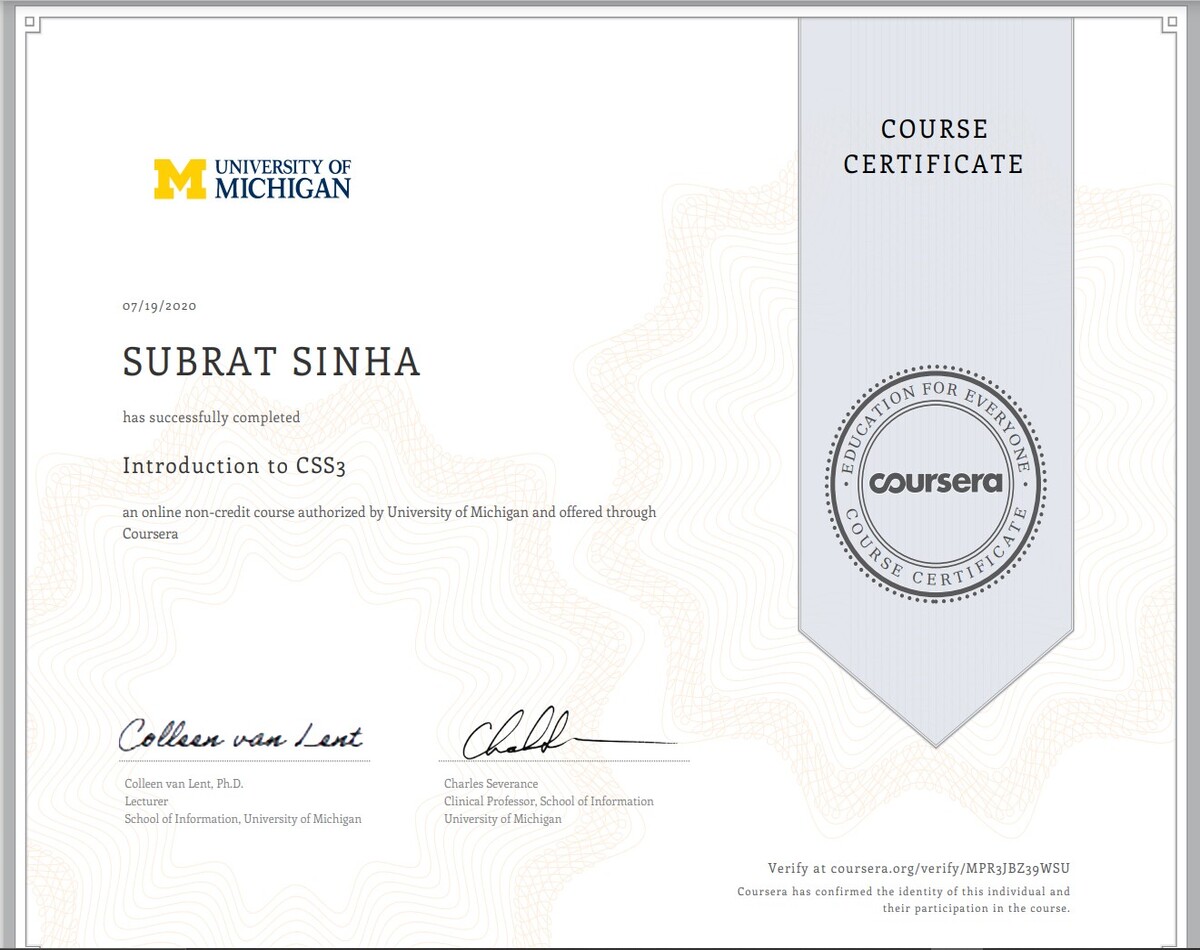 COURSE
CERTIFICATE
M UNIVERSITY OF
MICHIGAN
07/19/2020
SUBRAT SINHA
has successfully completed
Introduction to CSS3
an online non-credit course authorized by University of Michigan and offered through
Coursera
EDUCATION FOR EVERYONE
coursera
COURSE CERTIFICATE
Colleen van Lent
Colleen van Lent, Ph.D.
Lecturer
School of Information, University of Michigan
Charles Severance
Clinical Professor, School of Information
University of Michigan
Verify at coursera.org/verify/MPR3JBZ39WSU
Coursera has confirmed the identity of this individual and
their participation in the course.